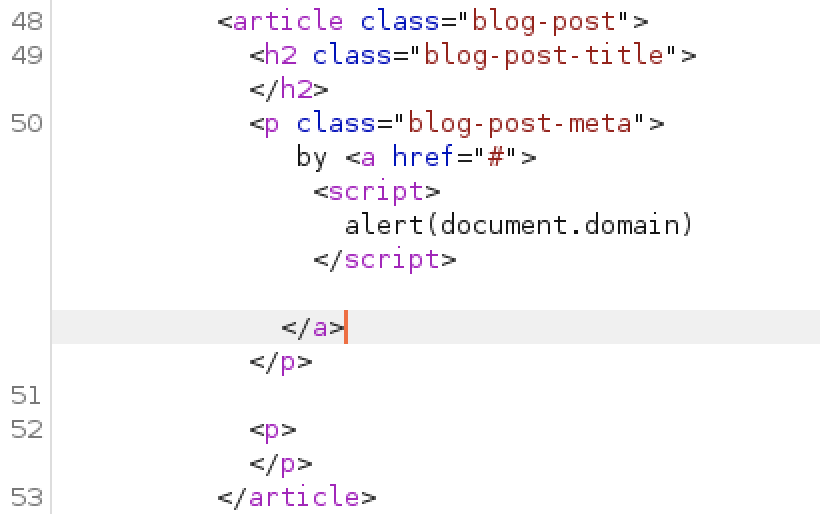 48 <article class="blog-post">
49 <h2 class="blog-post-title">
</h2>
50 <p class="blog-post-meta">
by <a href="#">
<script>
alert(document.domain)
</script>
</a>
</p>
51
52 <p>
</p>
53 </article>